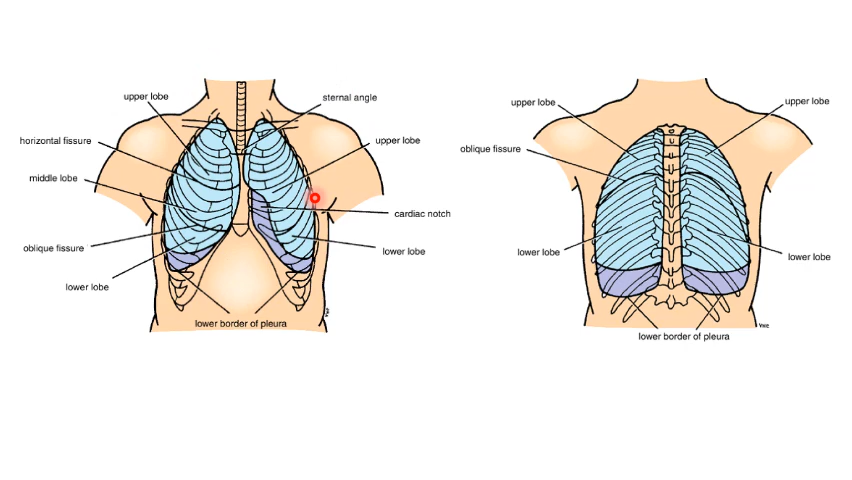 upper lobe
sternal angle
horizontal fissure
upper lobe
middle lobe
cardiac notch
oblique fissure
lower lobe
lower lobe
lower border of pleura
upper lobe
upper lobe
oblique fissure
lower lobe
lower lobe
lower border of pleura